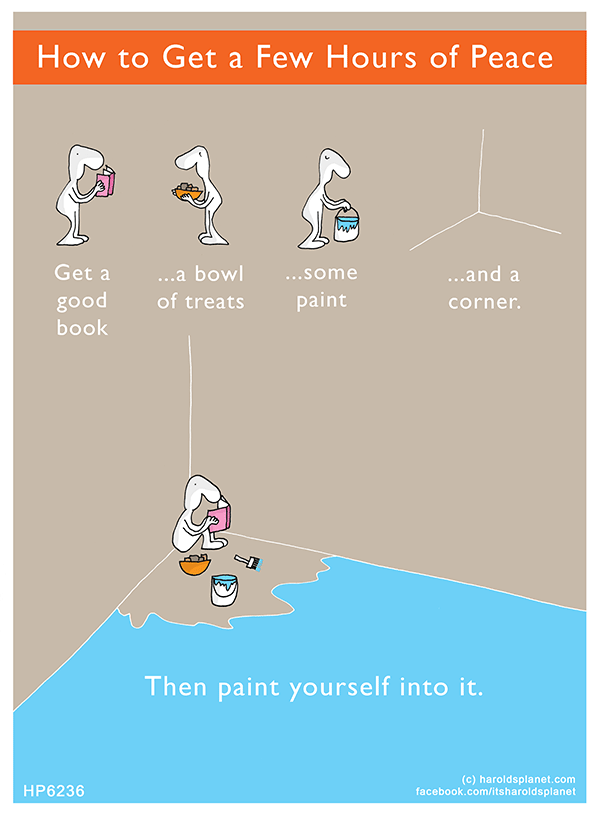 How to Get a Few Hours of Peace
Get a
good
book
...a bowl
of treats
...some
paint
...and a
corner.
Then paint yourself into it.
HP6236
(c) haroldsplanet.com
facebook.com/itsharoldsplanet